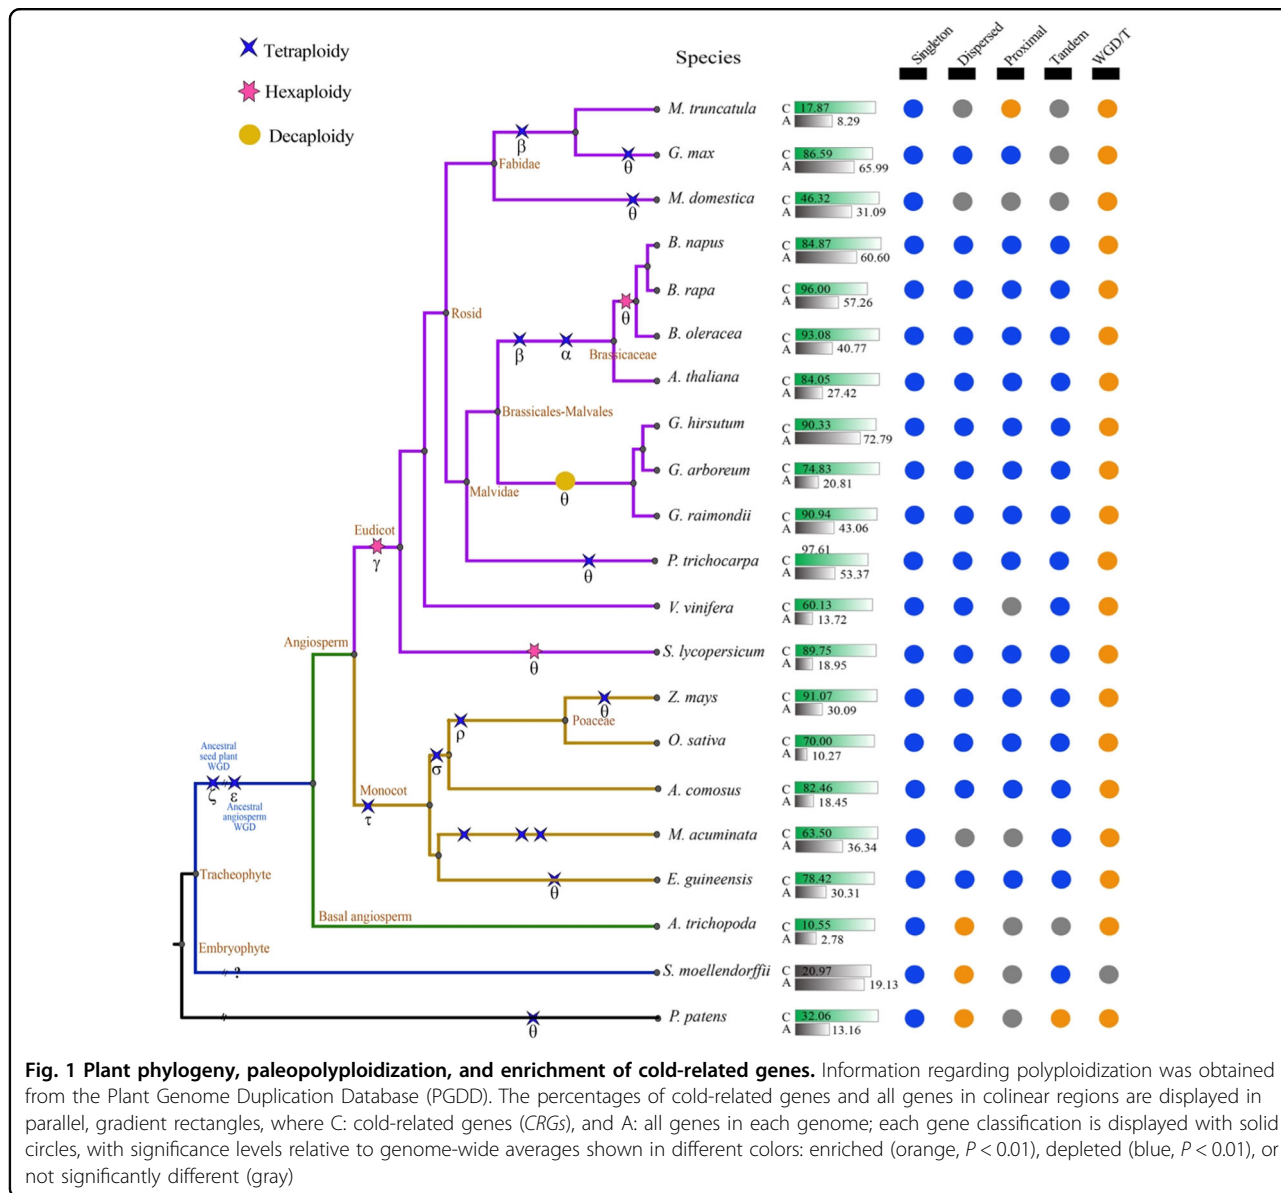 Tetraploidy
Hexaploidy
Decaploidy
Species
Singleton
Dispersed
Proximal
Tandem
WGD/T
M. truncatula
C 17.87
A 8.29
β
G. max
C 86.59
A 65.99
θ
Fabidae
M. domestica
C 46.32
A 31.09
θ
B. napus
C 84.87
A 60.60
B. rapa
C 96.00
A 57.26
θ
Rosid
B. oleracea
C 93.08
A 40.77
β α
Brassicaceae
A. thaliana
C 84.05
A 27.42
Brassicales-Malvales
G. hirsutum
C 90.33
A 72.79
G. arboreum
C 74.83
A 20.81
Malvidae
θ
G. raimondii
C 90.94
A 43.06
Eudicot
γ
P. trichocarpa
97.61
C
A 53.37
θ
V. vinifera
C 60.13
A 13.72
Angiosperm
S. lycopersicum
C 89.75
A 18.95
θ
Z. mays
C 91.07
A 30.09
θ
ρ
Poaceae
O. sativa
C 70.00
A 10.27
σ
Ancestral
seed plant
WGD
ζ ε
Ancestral
angiosperm
WGD
Monocot
τ
A. comosus
C 82.46
A 18.45
M. acuminata
C 63.50
A 36.34
Tracheophyte
E. guineensis
C 78.42
A 30.31
θ
Basal angiosperm
A. trichopoda
C 10.55
A 2.78
Embryophyte
?
S. moellendorffii
C 20.97
A 19.13
P. patens
C 32.06
A 13.16
θ
Fig. 1 Plant phylogeny, paleopolyploidization, and enrichment of cold-related genes. Information regarding polyploidization was obtained
from the Plant Genome Duplication Database (PGDD). The percentages of cold-related genes and all genes in colinear regions are displayed in
parallel, gradient rectangles, where C: cold-related genes (CRGs), and A: all genes in each genome; each gene classification is displayed with solid
circles, with significance levels relative to genome-wide averages shown in different colors: enriched (orange, P < 0.01), depleted (blue, P < 0.01), or
not significantly different (gray)